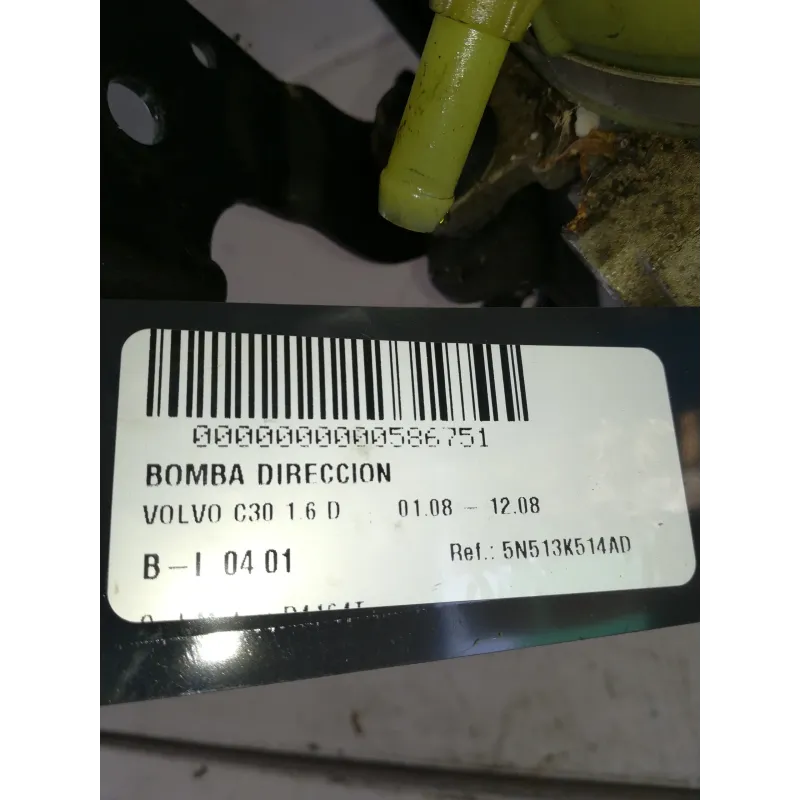 0000000000586751
BOMBA DIRECCION
VOLVO C30 1.6 D : 01.08 - 12.08
B-I 04 01
Ref.: 5N513K514AD